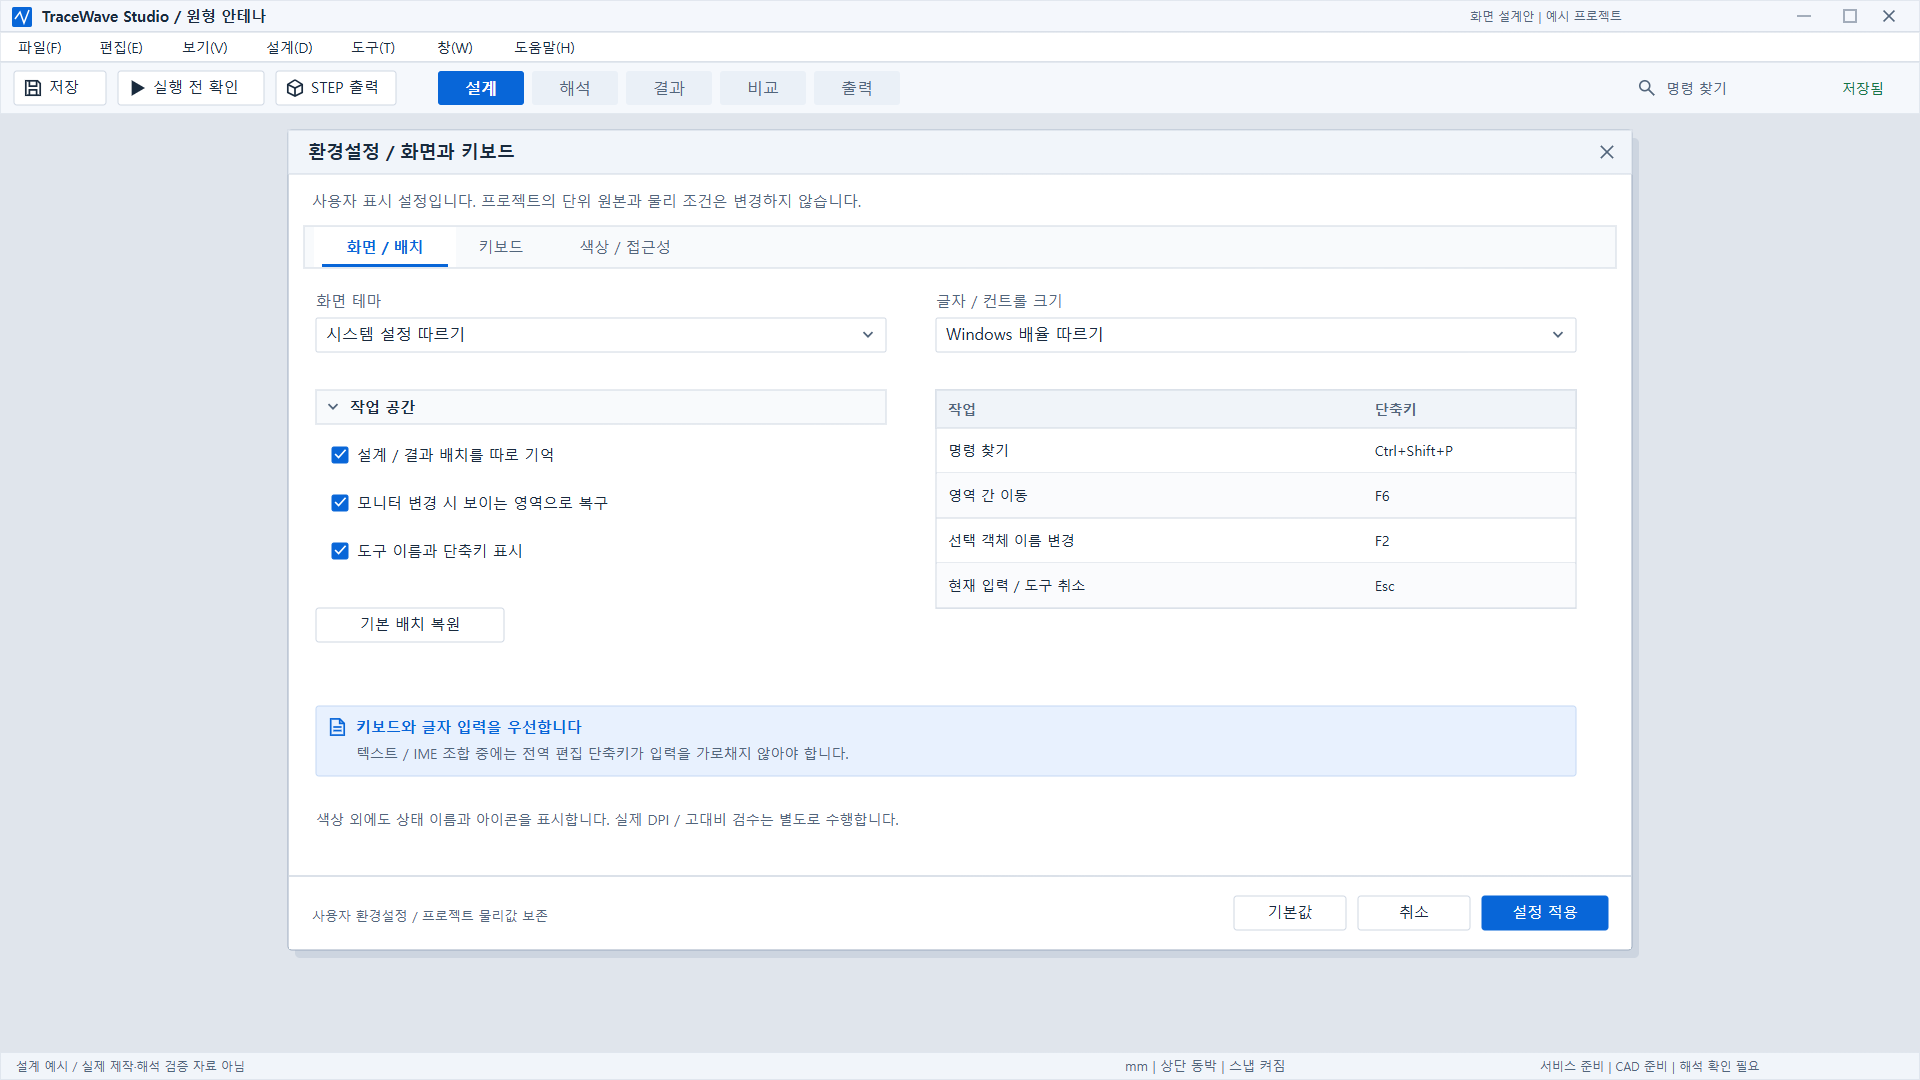 TraceWave Studio / 원형 안테나
화면 설계안 | 예시 프로젝트
파일(F) 편집(E) 보기(V) 설계(D) 도구(T) 창(W) 도움말(H)
저장 실행 전 확인 STEP 출력 설계 해석 결과 비교 출력 명령 찾기 저장됨
환경설정 / 화면과 키보드
사용자 표시 설정입니다. 프로젝트의 단위 원본과 물리 조건은 변경하지 않습니다.
화면 / 배치 키보드 색상 / 접근성
화면 테마
시스템 설정 따르기
글자 / 컨트롤 크기
Windows 배율 따르기
작업 공간
설계 / 결과 배치를 따로 기억
모니터 변경 시 보이는 영역으로 복구
도구 이름과 단축키 표시
기본 배치 복원
작업 단축키
명령 찾기 Ctrl+Shift+P
영역 간 이동 F6
선택 객체 이름 변경 F2
현재 입력 / 도구 취소 Esc
키보드와 글자 입력을 우선합니다
텍스트 / IME 조합 중에는 전역 편집 단축키가 입력을 가로채지 않아야 합니다.
색상 외에도 상태 이름과 아이콘을 표시합니다. 실제 DPI / 고대비 검수는 별도로 수행합니다.
사용자 환경설정 / 프로젝트 물리값 보존
기본값 취소 설정 적용
설계 예시 / 실제 제작·해석 검증 자료 아님
mm | 상단 동박 | 스냅 켜짐
서비스 준비 | CAD 준비 | 해석 확인 필요